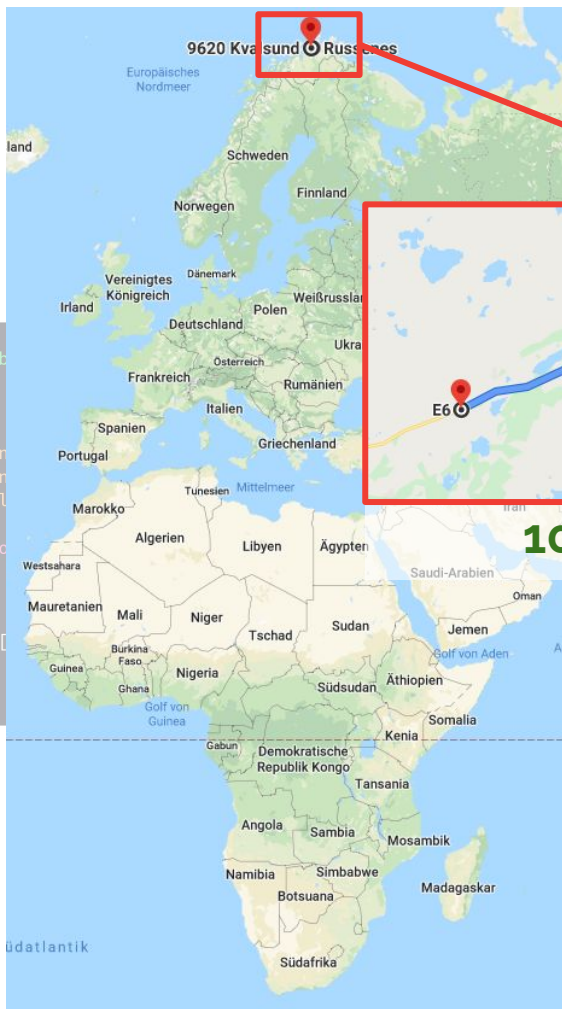 9620 Kvalsund Russenes
Europäisches
Nordmeer
land
Schweden
Finnland
Norwegen
Dänemark
Vereinigtes
Königreich
Irland
Polen
Weißrusslan
Deutschland
Ukra
Österreich
Frankreich
Rumänien
E6
Italien
Spanien
Griechenland
Portugal
Tunesien
Mittelmeer
Marokko
Iran
10
Algerien
Libyen
Ägypten
Westsahara
Saudi-Arabien
Oman
Mauretanien
Mali
Niger
Sudan
Jemen
Tschad
Burkina
Faso
Golf von Aden
Guinea
Nigeria
Äthiopien
Ghana
Südsudan
Golf von
Guinea
Somalia
Kenia
Gabun
Demokratische
Republik Kongo
Tansania
Angola
Sambia
Mosambik
Namibia
Simbabwe
Botsuana
Madagaskar
üdatlantik
Südafrika